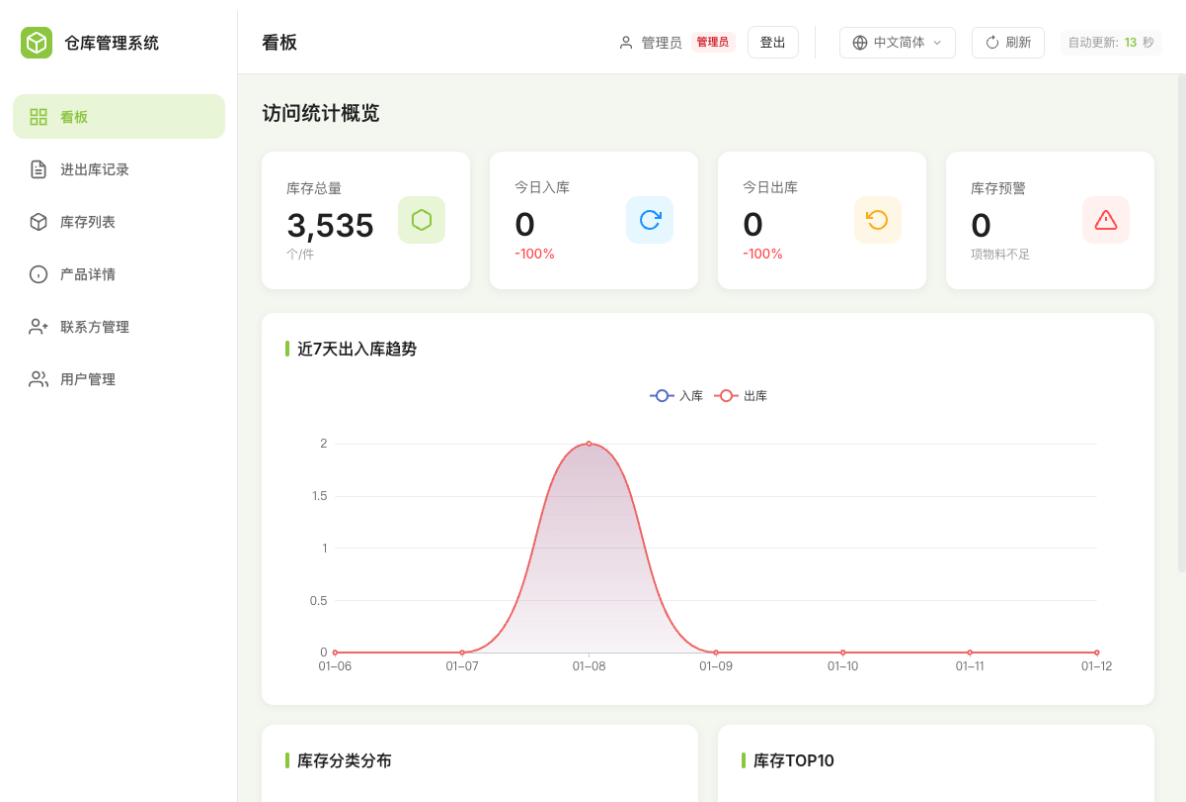 仓库管理系统
看板
进出库记录
库存列表
产品详情
联系方管理
用户管理
看板
管理员 管理员 登出 中文简体 刷新 自动更新: 13 秒
访问统计概览
库存总量
3,535
个/件
今日入库
0
-100%
今日出库
0
-100%
库存预警
0
项物料不足
近7天出入库趋势
入库 出库
2
1.5
1
0.5
0
01-06 01-07 01-08 01-09 01-10 01-11 01-12
库存分类分布
库存TOP10